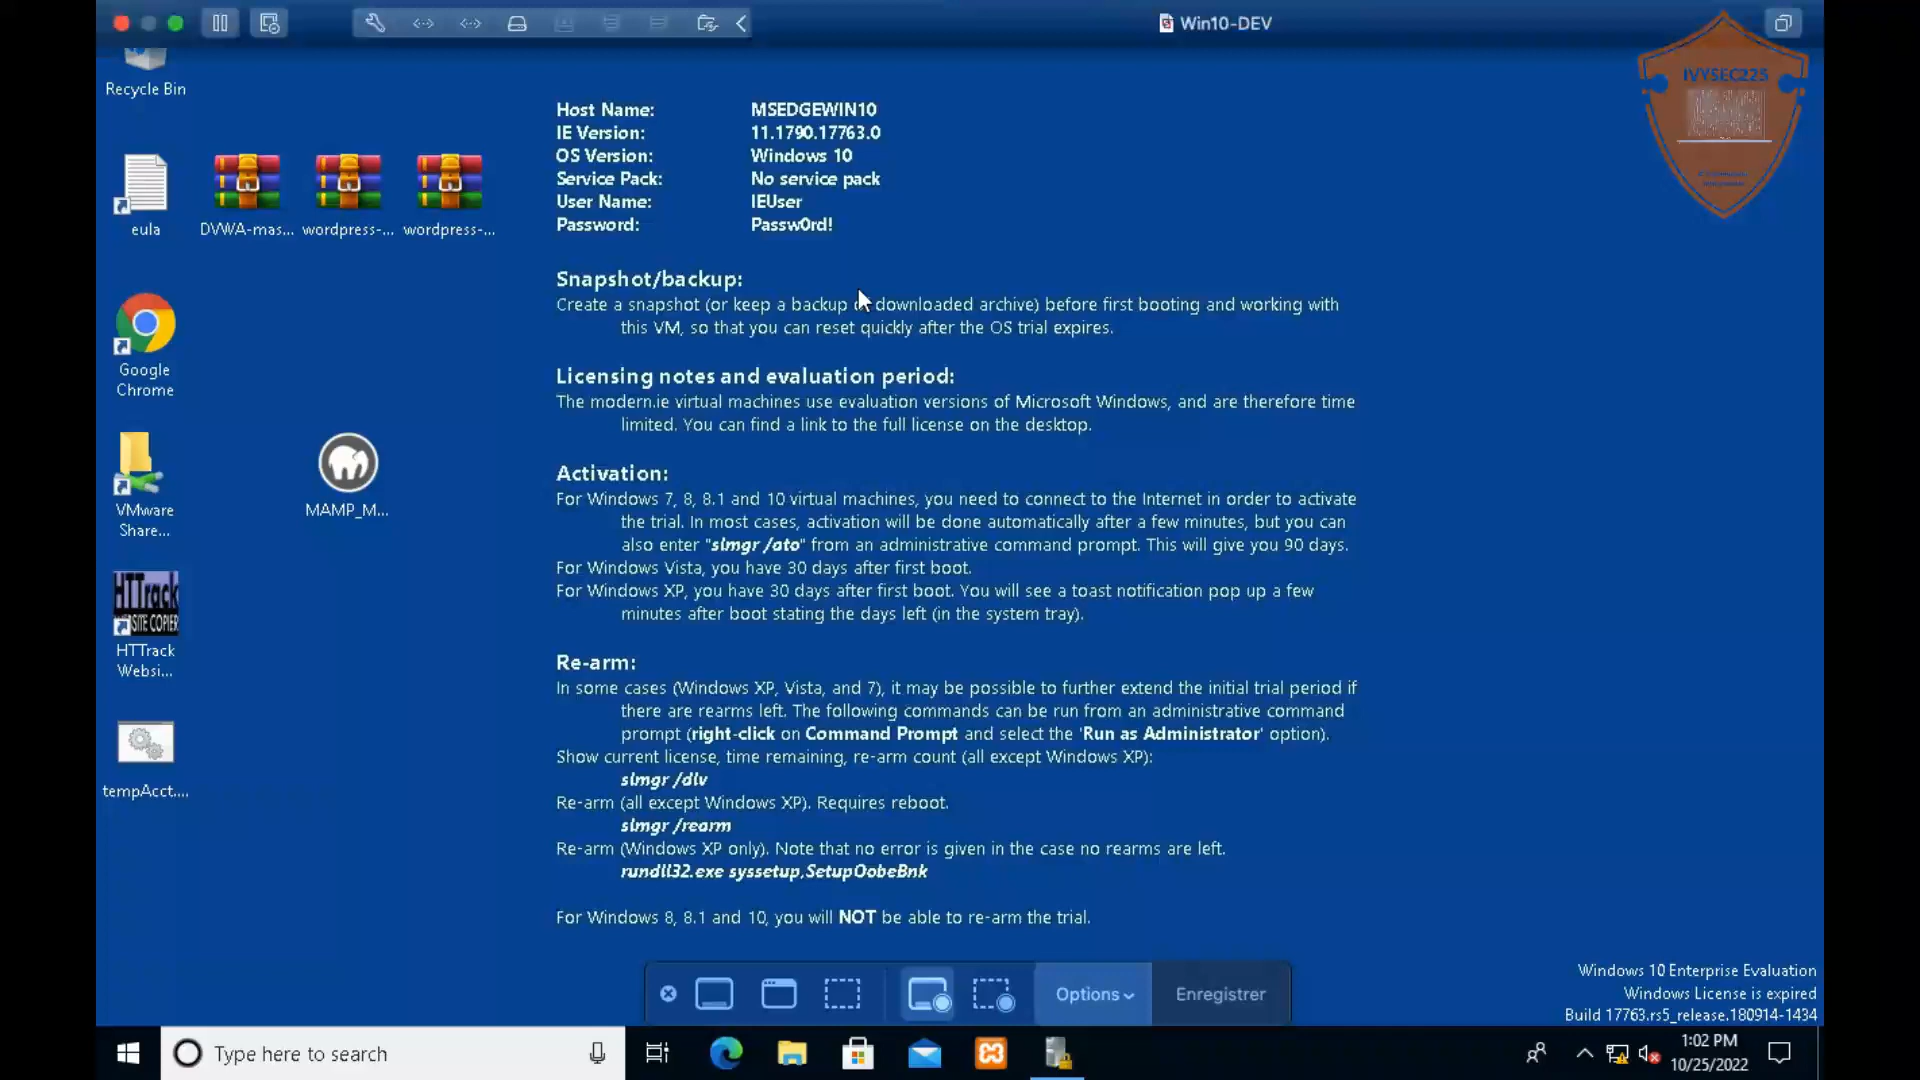 Win10-DEV
IVYSEC225
Recycle Bin
eula
DVWA-mas...
wordpress-...
wordpress-...
Google
Chrome
VMware
Share...
MAMP_M...
HTTrack
WEBSITE COPIER
HTTrack
Websi...
tempAcct....
Host Name: MSEDGEWIN10
IE Version: 11.1790.17763.0
OS Version: Windows 10
Service Pack: No service pack
User Name: IEUser
Password: Passw0rd!
Snapshot/backup:
Create a snapshot (or keep a backup downloaded archive) before first booting and working with
this VM, so that you can reset quickly after the OS trial expires.
Licensing notes and evaluation period:
The modern.ie virtual machines use evaluation versions of Microsoft Windows, and are therefore time
limited. You can find a link to the full license on the desktop.
Activation:
For Windows 7, 8, 8.1 and 10 virtual machines, you need to connect to the Internet in order to activate
the trial. In most cases, activation will be done automatically after a few minutes, but you can
also enter "slmgr /ato" from an administrative command prompt. This will give you 90 days.
For Windows Vista, you have 30 days after first boot.
For Windows XP, you have 30 days after first boot. You will see a toast notification pop up a few
minutes after boot stating the days left (in the system tray).
Re-arm:
In some cases (Windows XP, Vista, and 7), it may be possible to further extend the initial trial period if
there are rearms left. The following commands can be run from an administrative command
prompt (right-click on Command Prompt and select the 'Run as Administrator' option).
Show current license, time remaining, re-arm count (all except Windows XP):
slmgr /dlv
Re-arm (all except Windows XP). Requires reboot.
slmgr /rearm
Re-arm (Windows XP only). Note that no error is given in the case no rearms are left.
rundll32.exe syssetup,SetupOobeBnk
For Windows 8, 8.1 and 10, you will NOT be able to re-arm the trial.
Options
Enregistrer
Windows 10 Enterprise Evaluation
Windows License is expired
Build 17763.rs5_release.180914-1434
Type here to search
1:02 PM
10/25/2022